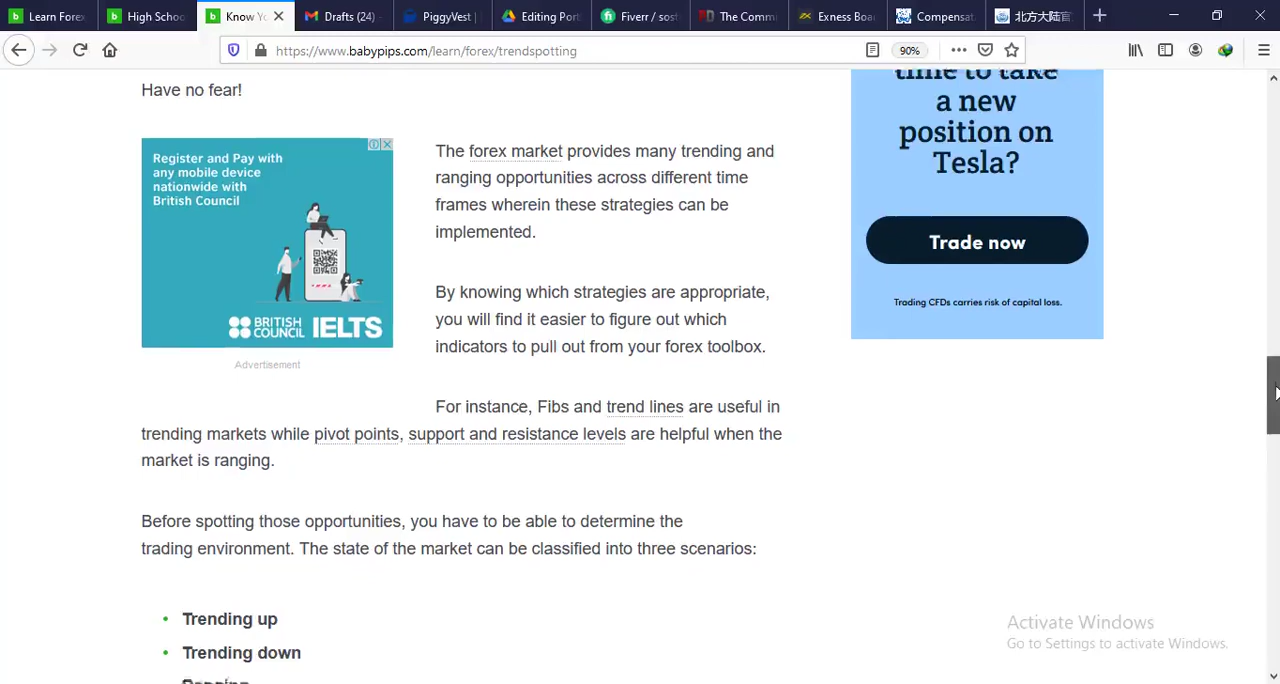 Learn Forex
High Schoo
Know Yo
Drafts (24)
PiggyVest
Editing Port
Fiverr / sost
The Comm
Exness Boa
Compensat
https://www.babypips.com/learn/forex/trendspotting
90%
Have no fear!
Register and Pay with
any mobile device
nationwide with
British Council
BRITISH
COUNCIL
IELTS
Advertisement
The forex market provides many trending and
ranging opportunities across different time
frames wherein these strategies can be
implemented.
By knowing which strategies are appropriate,
you will find it easier to figure out which
indicators to pull out from your forex toolbox.
For instance, Fibs and trend lines are useful in
trending markets while pivot points, support and resistance levels are helpful when the
market is ranging.
Before spotting those opportunities, you have to be able to determine the
trading environment. The state of the market can be classified into three scenarios:
• Trending up
• Trending down
time to take
a new
position on
Tesla?
Trade now
Trading CFDs carries risk of capital loss.
Activate Windows
Go to Settings to activate Windows.